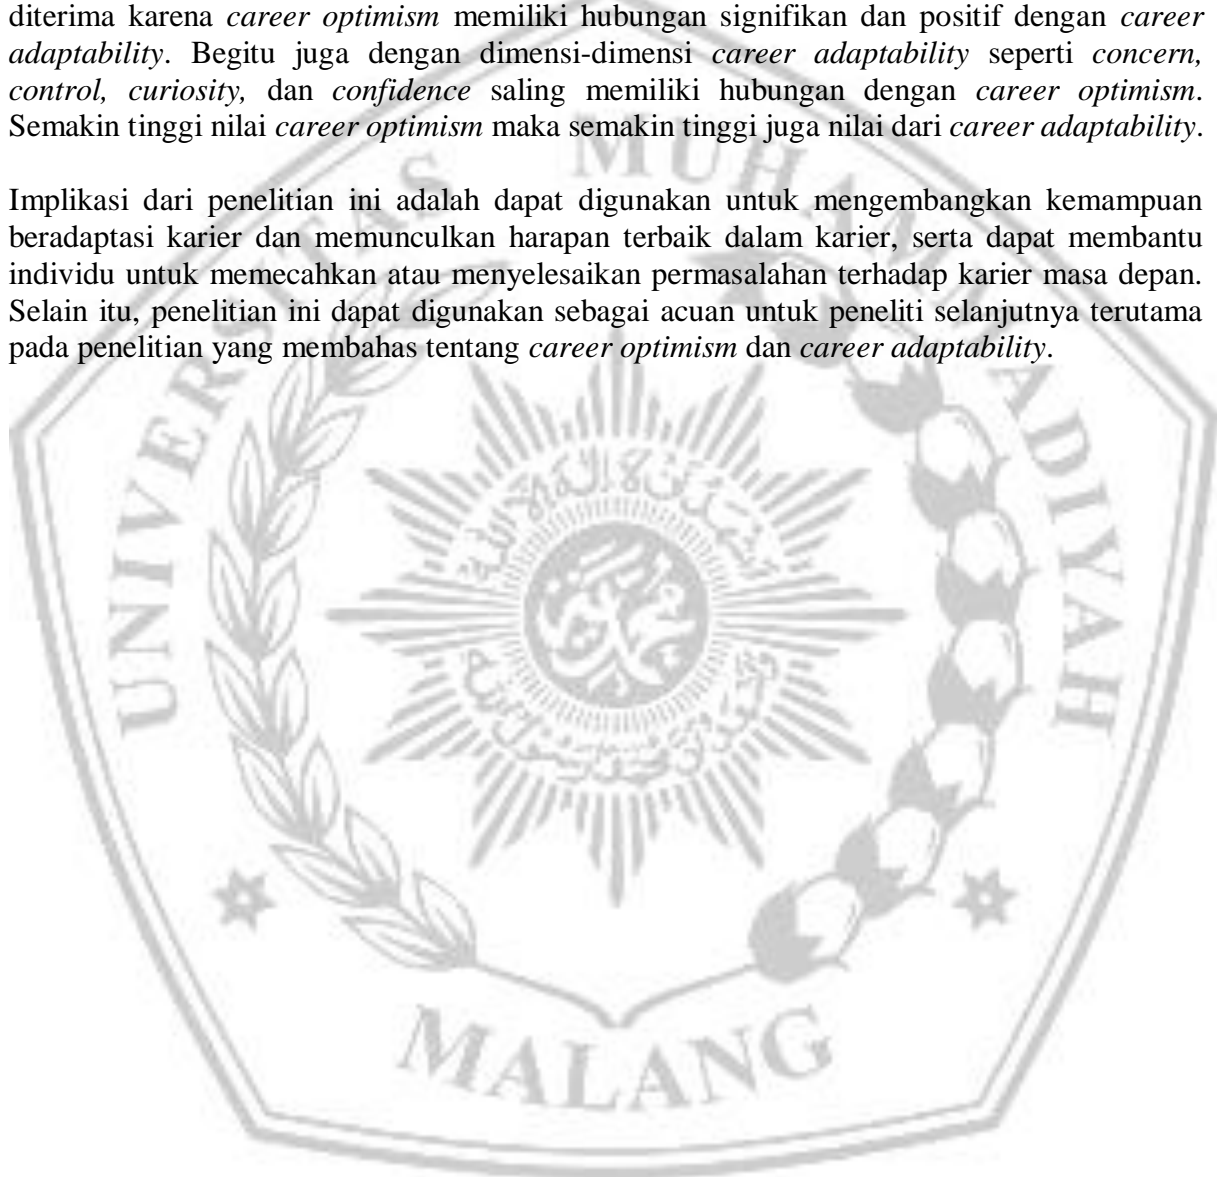 diterima karena career optimism memiliki hubungan signifikan dan positif dengan career
adaptability. Begitu juga dengan dimensi-dimensi career adaptability seperti concern,
control, curiosity, dan confidence saling memiliki hubungan dengan career optimism.
Semakin tinggi nilai career optimism maka semakin tinggi juga nilai dari career adaptability.
Implikasi dari penelitian ini adalah dapat digunakan untuk mengembangkan kemampuan
beradaptasi karier dan memunculkan harapan terbaik dalam karier, serta dapat membantu
individu untuk memecahkan atau menyelesaikan permasalahan terhadap karier masa depan.
Selain itu, penelitian ini dapat digunakan sebagai acuan untuk peneliti selanjutnya terutama
pada penelitian yang membahas tentang career optimism dan career adaptability.
UNIVERSITAS MUHAMMADIYAH
MALANG